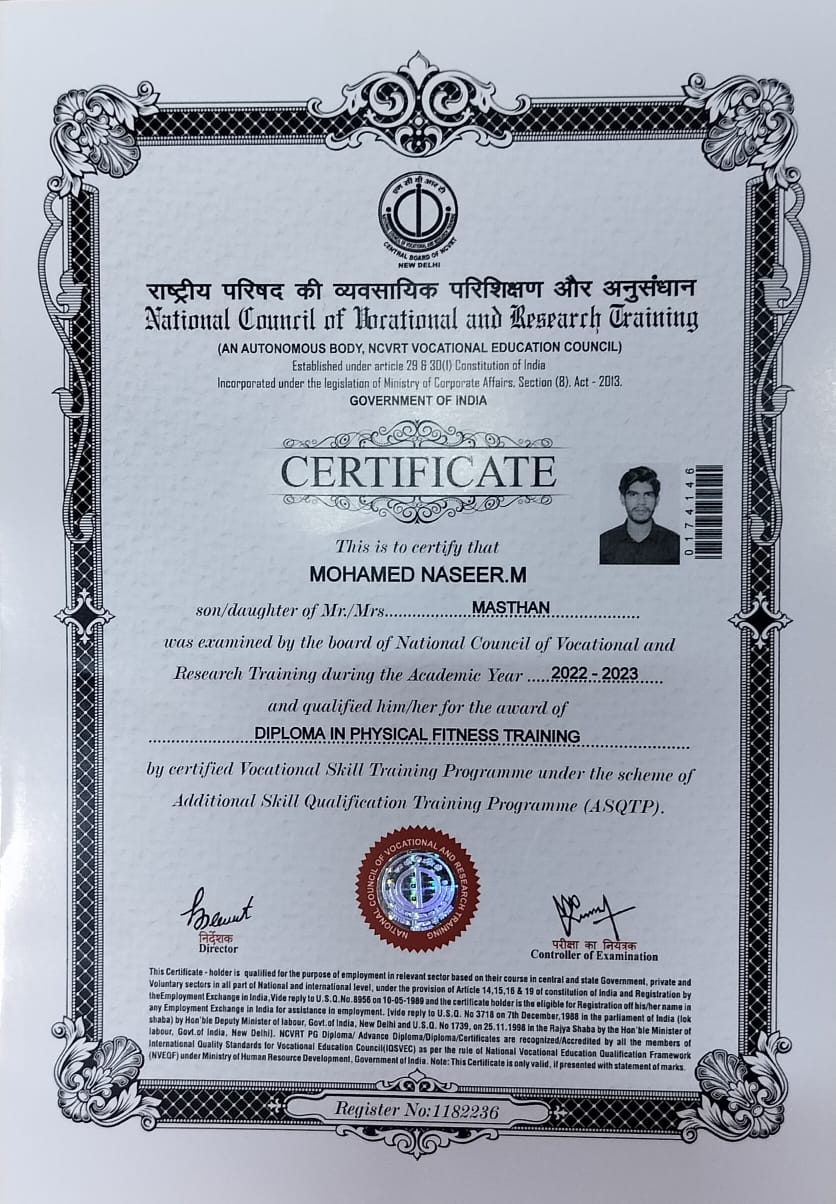 एन सी वी आर टी
NATIONAL COUNCIL OF VOCATIONAL AND RESEARCH TRAINING
CENTRAL BOARD OF NCVRT
NEW DELHI
राष्ट्रीय परिषद की व्यवसायिक परिशिक्षण और अनुसंधान
National Council of Vocational and Research Training
(AN AUTONOMOUS BODY, NCVRT VOCATIONAL EDUCATION COUNCIL)
Established under article 29 & 30(1) Constitution of India
Incorporated under the legislation of Ministry of Corporate Affairs, Section (8), Act - 2013.
GOVERNMENT OF INDIA
CERTIFICATE
0174146
This is to certify that
MOHAMED NASEER.M
son/daughter of Mr./Mrs. MASTHAN
was examined by the board of National Council of Vocational and
Research Training during the Academic Year ..... 2022 - 2023 .....
and qualified him/her for the award of
DIPLOMA IN PHYSICAL FITNESS TRAINING
by certified Vocational Skill Training Programme under the scheme of
Additional Skill Qualification Training Programme (ASQTP).
NATIONAL COUNCIL OF VOCATIONAL AND RESEARCH TRAINING
निर्देशक
Director
परीक्षा का नियंत्रक
Controller of Examination
This Certificate - holder is qualified for the purpose of employment in relevant sector based on their course in central and state Government, private and
Voluntary sectors in all part of National and international level, under the provision of Article 14,15,16 & 19 of constitution of India and Registration by
theEmployment Exchange in India,Vide reply to U.S.Q.No.8956 on 10-05-1989 and the certificate holder is the eligible for Registration off his/her name in
any Employment Exchange in India for assistance in employment. [vide reply to U.S.Q. No 3718 on 7th December,1988 in the parliament of India (lok
shaba) by Hon'ble Deputy Minister of labour, Govt.of India, New Delhi and U.S.Q. No 1739, on 25.11.1996 in the Rajya Shaba by the Hon'ble Minister of
labour, Govt.of India, New Delhi]. NCVRT PG Diploma/ Advance Diploma/Diploma/Certificates are recognized/Accredited by all the members of
International Quality Standards for Vocational Education Council(IQSVEC) as per the rule of National Vocational Education Qualification Framework
(NVEQF) under Ministry of Human Resource Development, Government of India. Note: This Certificate is only valid, if presented with statement of marks.
Register No:1182236